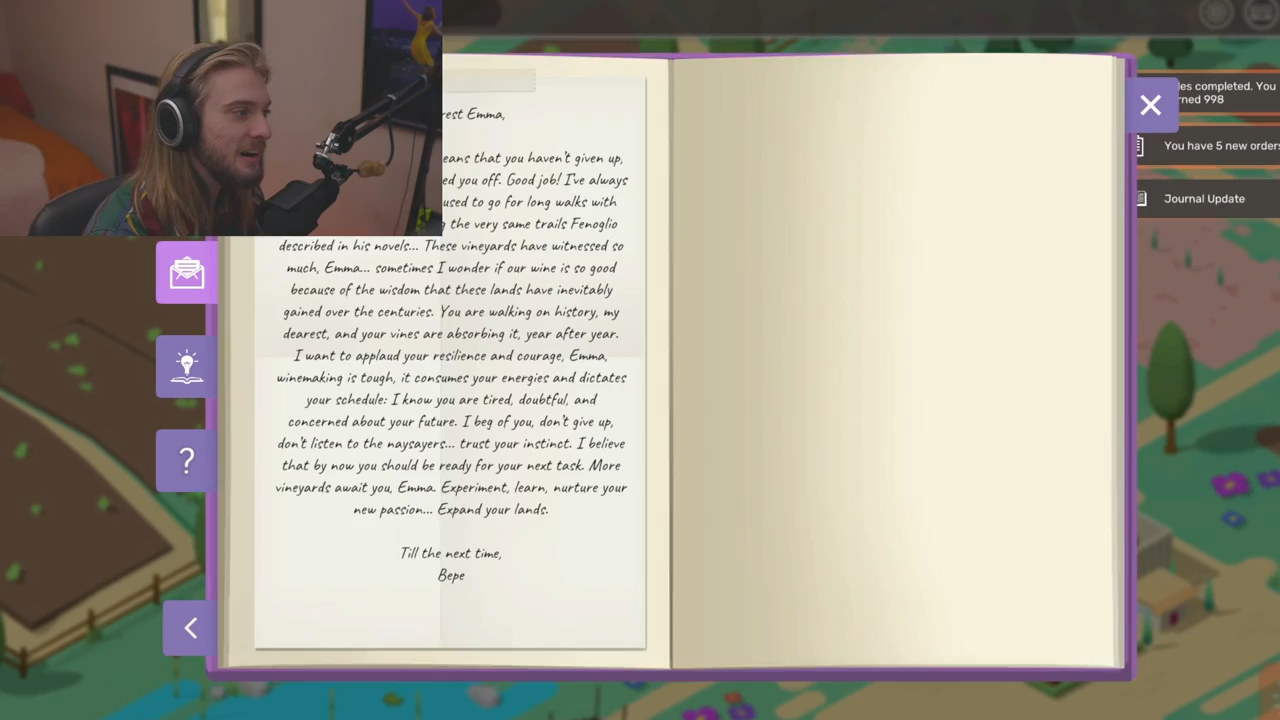 rest Emma,
eans that you haven't given up,
ed you off. Good job! I've always
used to go for long walks with
g the very same trails Fenoglio
described in his novels... These vineyards have witnessed so
much, Emma... sometimes I wonder if our wine is so good
because of the wisdom that these lands have inevitably
gained over the centuries. You are walking on history, my
dearest, and your vines are absorbing it, year after year.
I want to applaud your resilience and courage, Emma,
winemaking is tough, it consumes your energies and dictates
your schedule: I know you are tired, doubtful, and
concerned about your future. I beg of you, don't give up,
don't listen to the naysayers... trust your instinct. I believe
that by now you should be ready for your next task. More
vineyards await you, Emma. Experiment, learn, nurture your
new passion... Expand your lands.
Till the next time,
Bepe
les completed. You
rned 998
You have 5 new orders
Journal Update
?